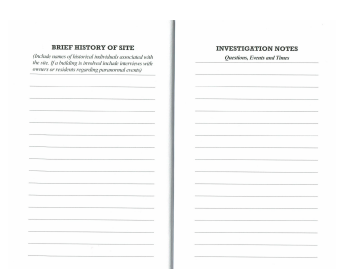 BRIEF HISTORY OF SITE
(Include names of historical individuals associated with
the site. If a building is involved include interviews with
owners or residents regarding paranormal events)
INVESTIGATION NOTES
Questions, Events and Times